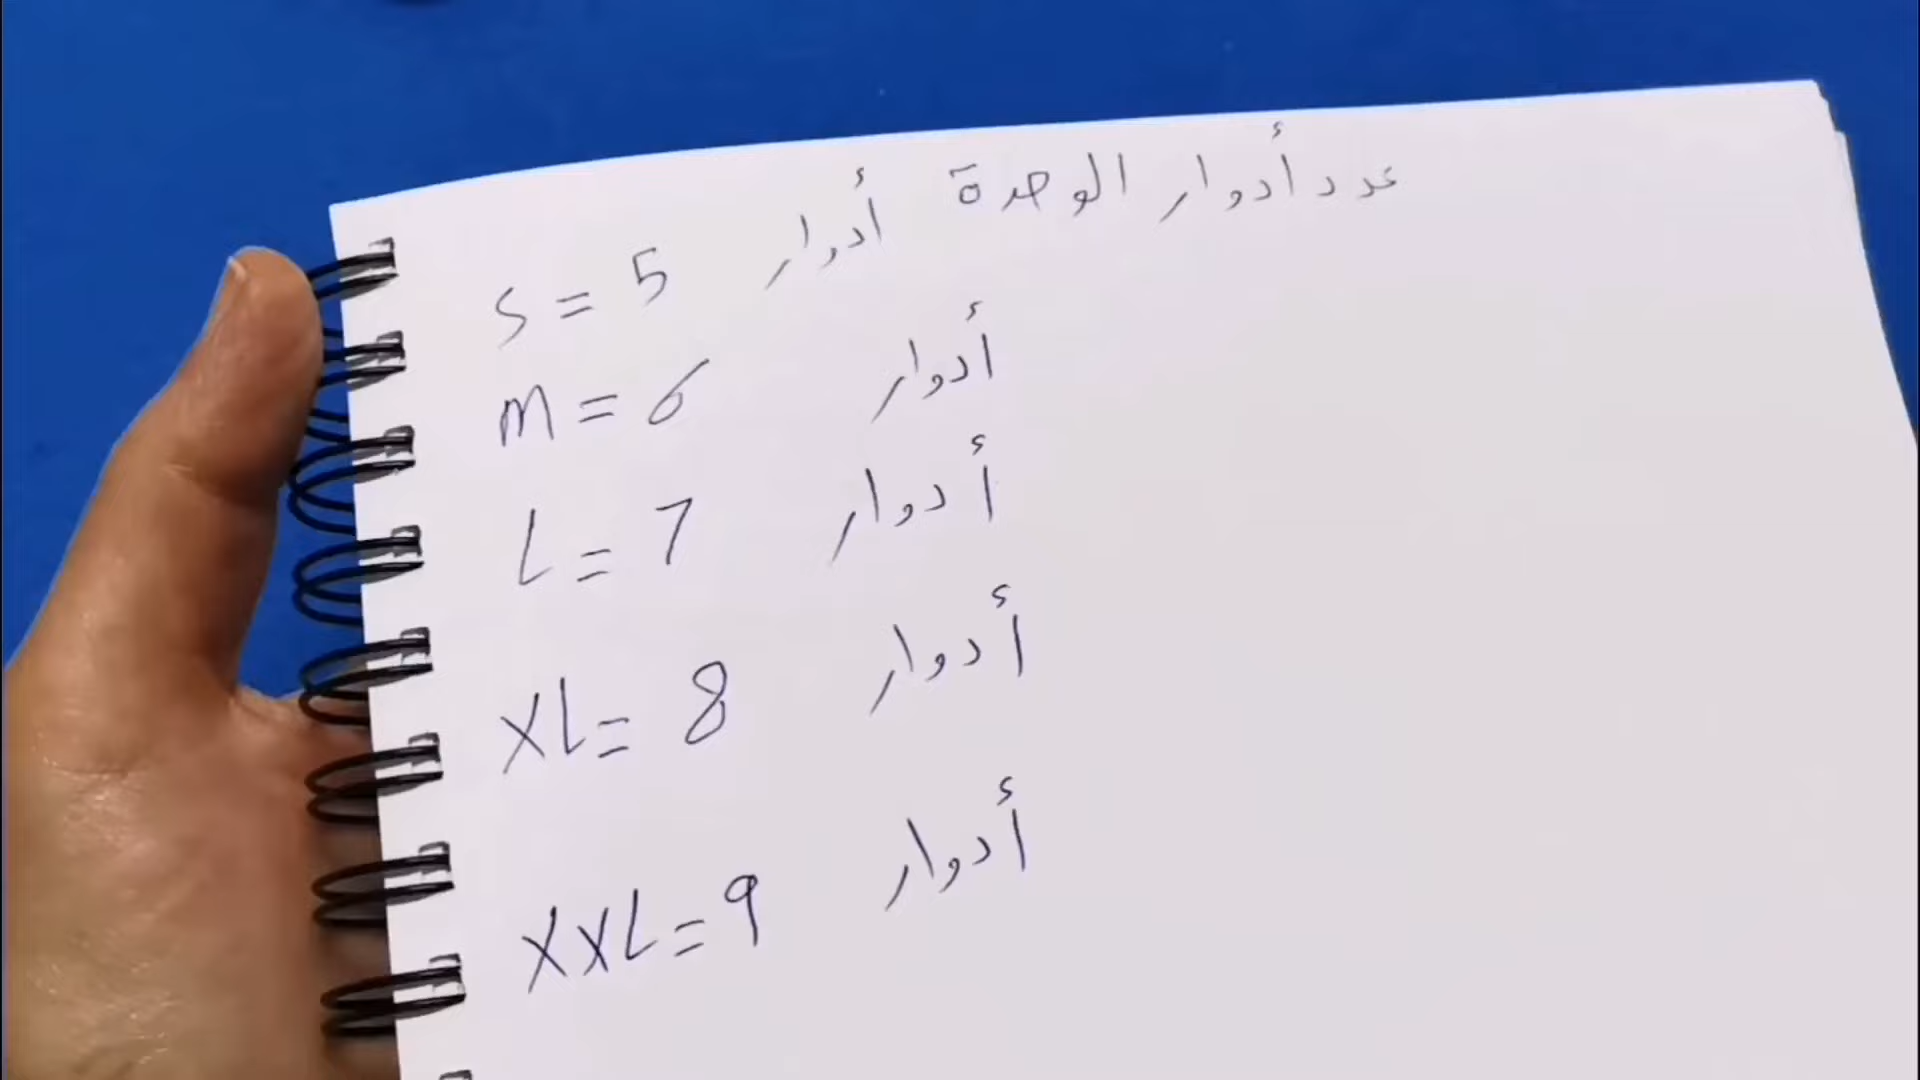 عدد أدوار الوحدة
S = 5 أدوار
m = 6 أدوار
L = 7 أدوار
XL = 8 أدوار
XXL = 9 أدوار